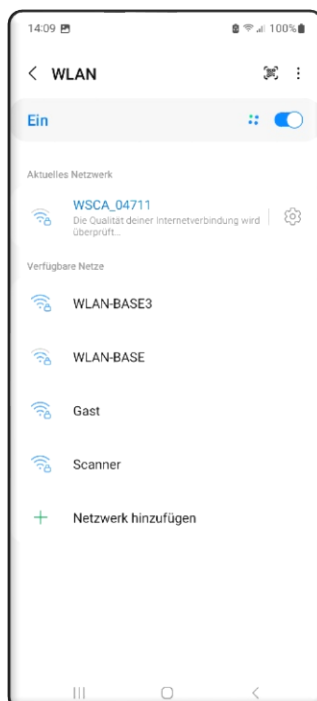 14:09 100%
WLAN
Ein
Aktuelles Netzwerk
WSCA_04711
Die Qualität deiner Internetverbindung wird
überprüft...
Verfügbare Netze
WLAN-BASE3
WLAN-BASE
Gast
Scanner
Netzwerk hinzufügen